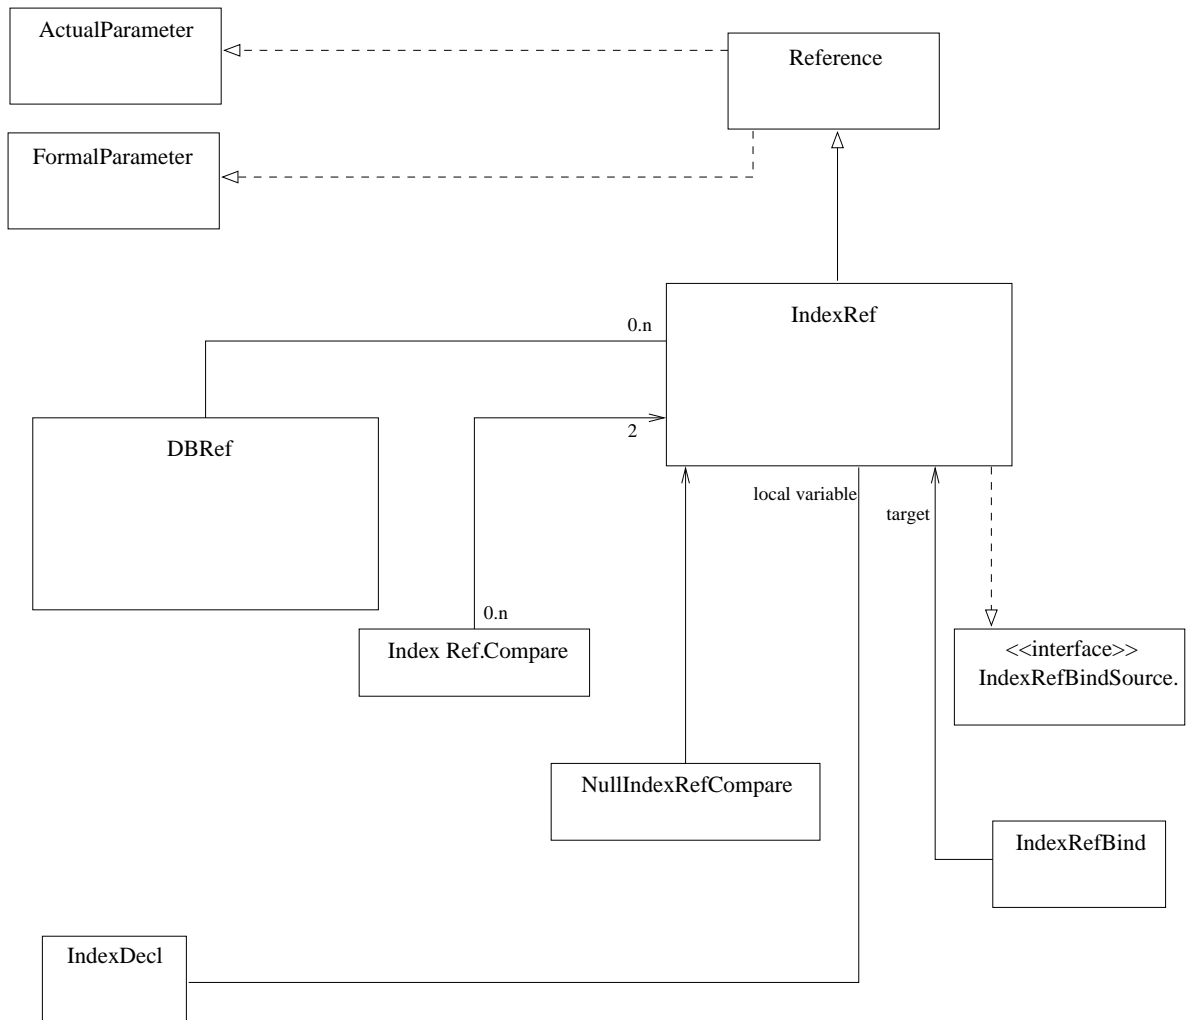 ActualParameter
Reference
FormalParameter
IndexRef
0.n
2
DBRef
local variable
target
0.n
Index Ref.Compare
<<interface>>
IndexRefBindSource.
NullIndexRefCompare
IndexRefBind
IndexDecl